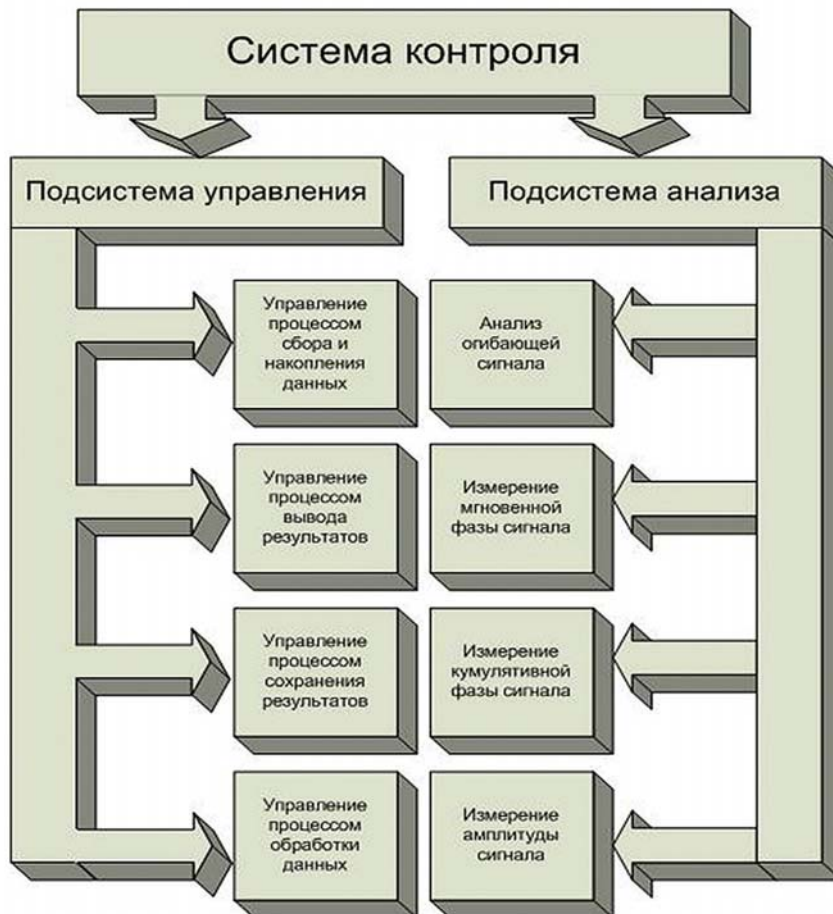 Система контроля
Подсистема управления
Подсистема анализа
Управление
процессом
сбора и
накопления
данных
Анализ
огибающей
сигнала
Управление
процессом
вывода
результатов
Измерение
мгновенной
фазы сигнала
Управление
процессом
сохранения
результатов
Измерение
кумулятивной
фазы сигнала
Управление
процессом
обработки
данных
Измерение
амплитуды
сигнала